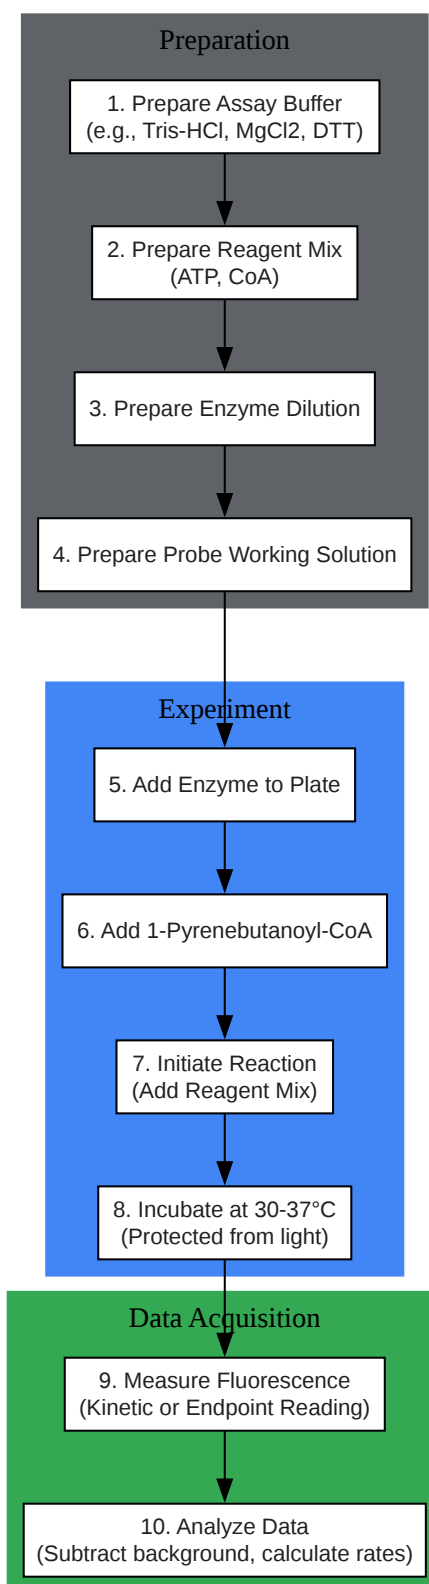 Preparation
1. Prepare Assay Buffer
(e.g., Tris-HCl, MgCl2, DTT)
2. Prepare Reagent Mix
(ATP, CoA)
3. Prepare Enzyme Dilution
4. Prepare Probe Working Solution
Experiment
5. Add Enzyme to Plate
6. Add 1-Pyrenebutanoyl-CoA
7. Initiate Reaction
(Add Reagent Mix)
8. Incubate at 30-37°C
(Protected from light)
Data Acquisition
9. Measure Fluorescence
(Kinetic or Endpoint Reading)
10. Analyze Data
(Subtract background, calculate rates)